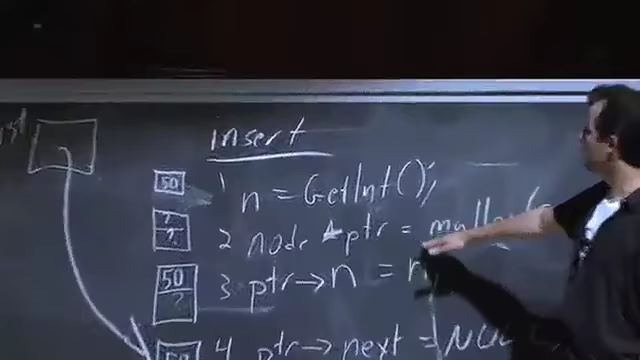 insert
50
1 n = GetInt();
?
?
2 node *ptr = malloc(
50
?
3 ptr→n = n
50
4 ptr→next = NULL